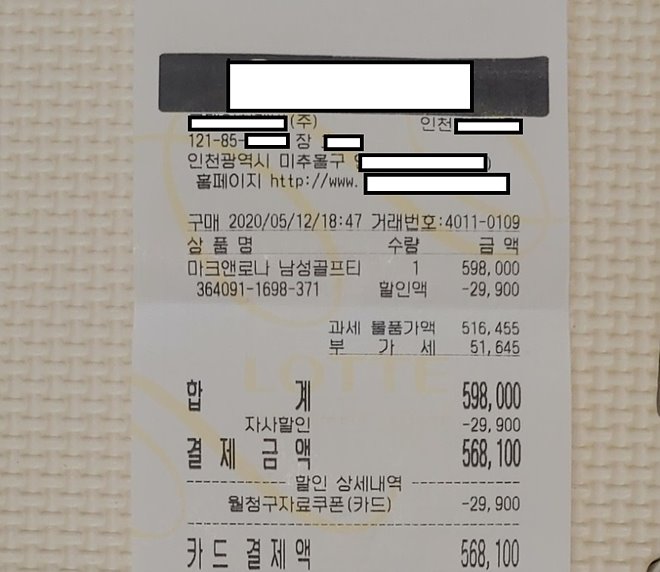 (주) 인천
121-85- 장
인천광역시 미추홀구
홈페이지 http://www.
구매 2020/05/12/18:47 거래번호:4011-0109
상 품 명 수량 금 액
마크앤로나 남성골프티 1 598,000
364091-1698-371 할인액 -29,900
과세 물품가액 516,455
부 가 세 51,645
LOTTE
합 계 598,000
자사할인 -29,900
결 제 금 액 568,100
할인 상세내역
월청구자료쿠폰(카드) -29,900
카 드 결 제 액 568,100